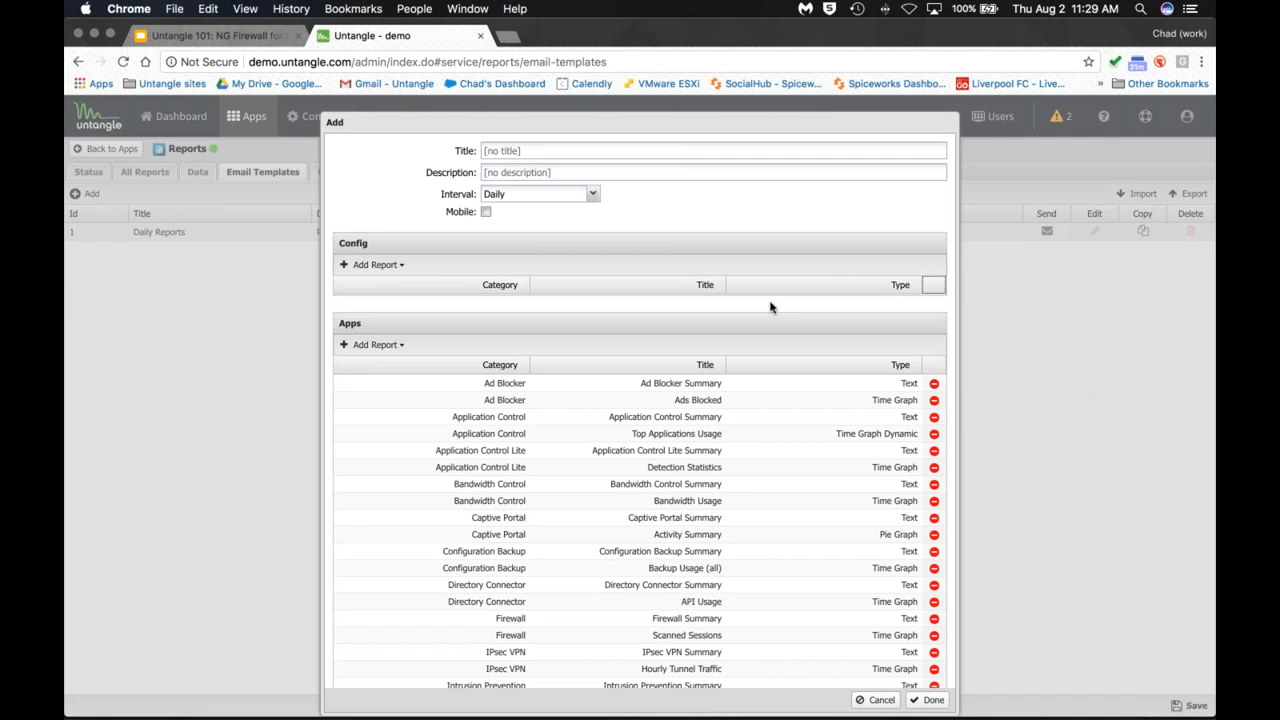 Chrome File Edit View History Bookmarks People Window Help 100% Thu Aug 2 11:29 AM
Untangle 101: NG Firewall for Untangle - demo Chad (work)
Not Secure demo.untangle.com/admin/index.do#service/reports/email-templates 31m
Apps Untangle sites My Drive - Google... Gmail - Untangle Chad's Dashboard Calendly VMware ESXi SocialHub - Spicew... Spiceworks Dashbo... Liverpool FC - Live... » Other Bookmarks
untangle Dashboard Apps Con Users 2
Add
Back to Apps Reports
Title: [no title]
Status All Reports Data Email Templates
Description: [no description]
Add Import Export
Interval: Daily
Id Title Send Edit Copy Delete
Mobile:
1 Daily Reports
Config
Add Report
Category Title Type
Apps
Add Report
Category Title Type
Ad Blocker Ad Blocker Summary Text
Ad Blocker Ads Blocked Time Graph
Application Control Application Control Summary Text
Application Control Top Applications Usage Time Graph Dynamic
Application Control Lite Application Control Lite Summary Text
Application Control Lite Detection Statistics Time Graph
Bandwidth Control Bandwidth Control Summary Text
Bandwidth Control Bandwidth Usage Time Graph
Captive Portal Captive Portal Summary Text
Captive Portal Activity Summary Pie Graph
Configuration Backup Configuration Backup Summary Text
Configuration Backup Backup Usage (all) Time Graph
Directory Connector Directory Connector Summary Text
Directory Connector API Usage Time Graph
Firewall Firewall Summary Text
Firewall Scanned Sessions Time Graph
IPsec VPN IPsec VPN Summary Text
IPsec VPN Hourly Tunnel Traffic Time Graph
Intrusion Prevention Intrusion Prevention Summary Text
Cancel Done
Save